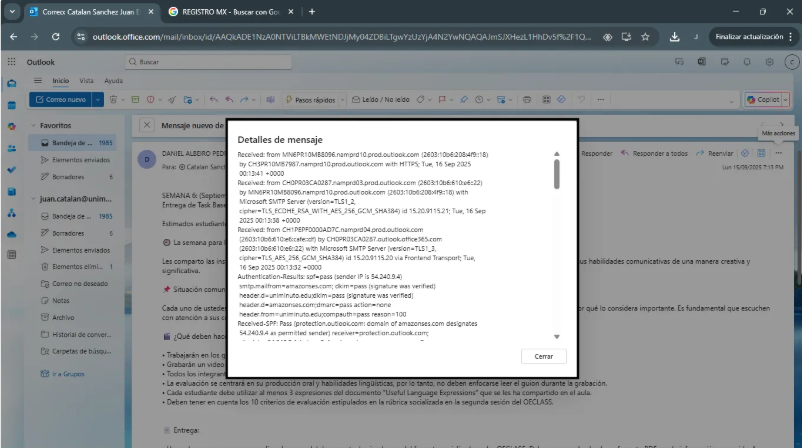 Correo: Catalan Sanchez Juan E
REGISTRO MX - Buscar con Goo
outlook.office.com/mail/inbox/id/
Finalizar actualización
Outlook
Buscar
Inicio Vista Ayuda
Correo nuevo
Pasos rápidos
Leído / No leído
Copilot
Más acciones
Favoritos
Bandeja de ... 1985
Elementos enviados
Borradores 6
juan.catalan@unim...
Bandeja de ... 1985
Borradores 6
Elementos enviados
Elementos elimi... 1
Correo no deseado
Notas
Archivo
Historial de conver...
Carpetas de búsqu...
Ir a Grupos
Mensaje nuevo de
D
DANIEL ALBEIRO PED
Para: Catalan San
Responder Responder a todos Reenviar
Lun 15/09/2025 7:13 PM
SEMANA 6: (Septiem
Entrega de Task Base
Estimados estudiante
La semana para l
Les comparto las ins
us habilidades comunicativas de una manera creativa y
significativa.
Situación comun
Cada uno de ustedes
or qué lo considera importante. Es fundamental que escuchen
con atención a sus c
¿Qué deben hac
• Trabajarán en los g
• Grabarán un video
• Todos los integrant
• La evaluación se centrará en su producción oral y habilidades lingüísticas, por lo tanto, no deben enfocarse leer el guion durante la grabación.
• Cada estudiante debe utilizar al menos 3 expresiones del documento "Useful Language Expressions" que se les ha compartido en el aula.
• Deben tener en cuenta los 10 criterios de evaluación estipulados en la rúbrica socializada en la segunda sesión del OECLASS.
Entrega:
Detalles de mensaje
Received: from MN6PR10MB8096.namprd10.prod.outlook.com (2603:10b6:208:4f9::18)
by CH3PR10MB7987.namprd10.prod.outlook.com with HTTPS; Tue, 16 Sep 2025
00:13:41 +0000
Received: from CH0PR03CA0287.namprd03.prod.outlook.com (2603:10b6:610:e6::22)
by MN6PR10MB8096.namprd10.prod.outlook.com (2603:10b6:208:4f9::18) with
Microsoft SMTP Server (version=TLS1_2,
cipher=TLS_ECDHE_RSA_WITH_AES_256_GCM_SHA384) id 15.20.9115.21; Tue, 16 Sep
2025 00:13:38 +0000
Received: from CH1PEPF0000AD7C.namprd04.prod.outlook.com
(2603:10b6:610:e6:cafe::df) by CH0PR03CA0287.outlook.office365.com
(2603:10b6:610:e6::22) with Microsoft SMTP Server (version=TLS1_3,
cipher=TLS_AES_256_GCM_SHA384) id 15.20.9115.20 via Frontend Transport; Tue,
16 Sep 2025 00:13:32 +0000
Authentication-Results: spf=pass (sender IP is 54.240.9.4)
smtp.mailfrom=amazonses.com; dkim=pass (signature was verified)
header.d=uniminuto.edu;dkim=pass (signature was verified)
header.d=amazonses.com;dmarc=pass action=none
header.from=uniminuto.edu;compauth=pass reason=100
Received-SPF: Pass (protection.outlook.com: domain of amazonses.com designates
54.240.9.4 as permitted sender) receiver=protection.outlook.com;
Cerrar